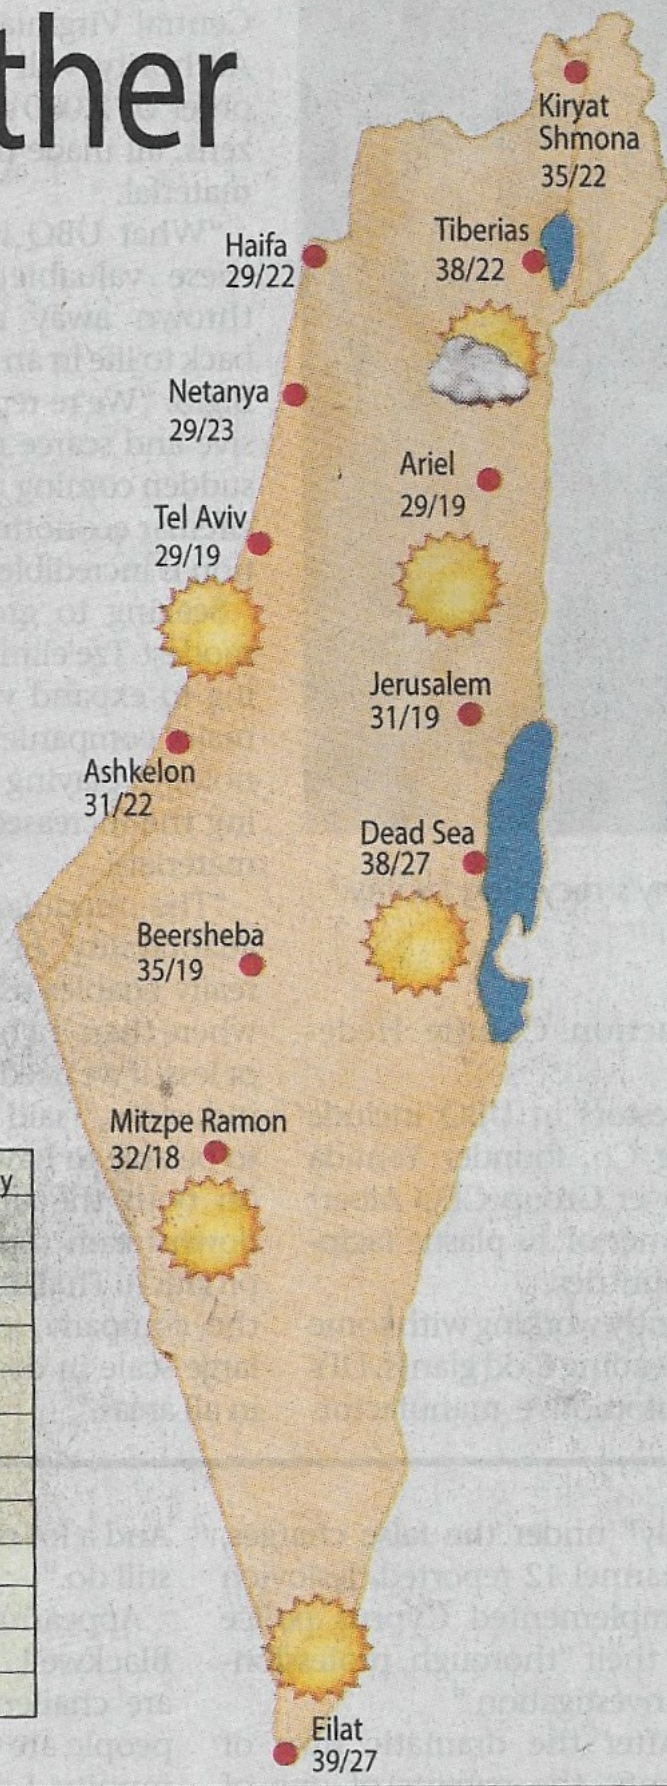 ther
Kiryat
Shmona
35/22
Tiberias
38/22
Haifa
29/22
Netanya
29/23
Ariel
29/19
Tel Aviv
29/19
Jerusalem
31/19
Ashkelon
31/22
Dead Sea
38/27
Beersheba
35/19
Mitzpe Ramon
32/18
y
Eilat
39/27